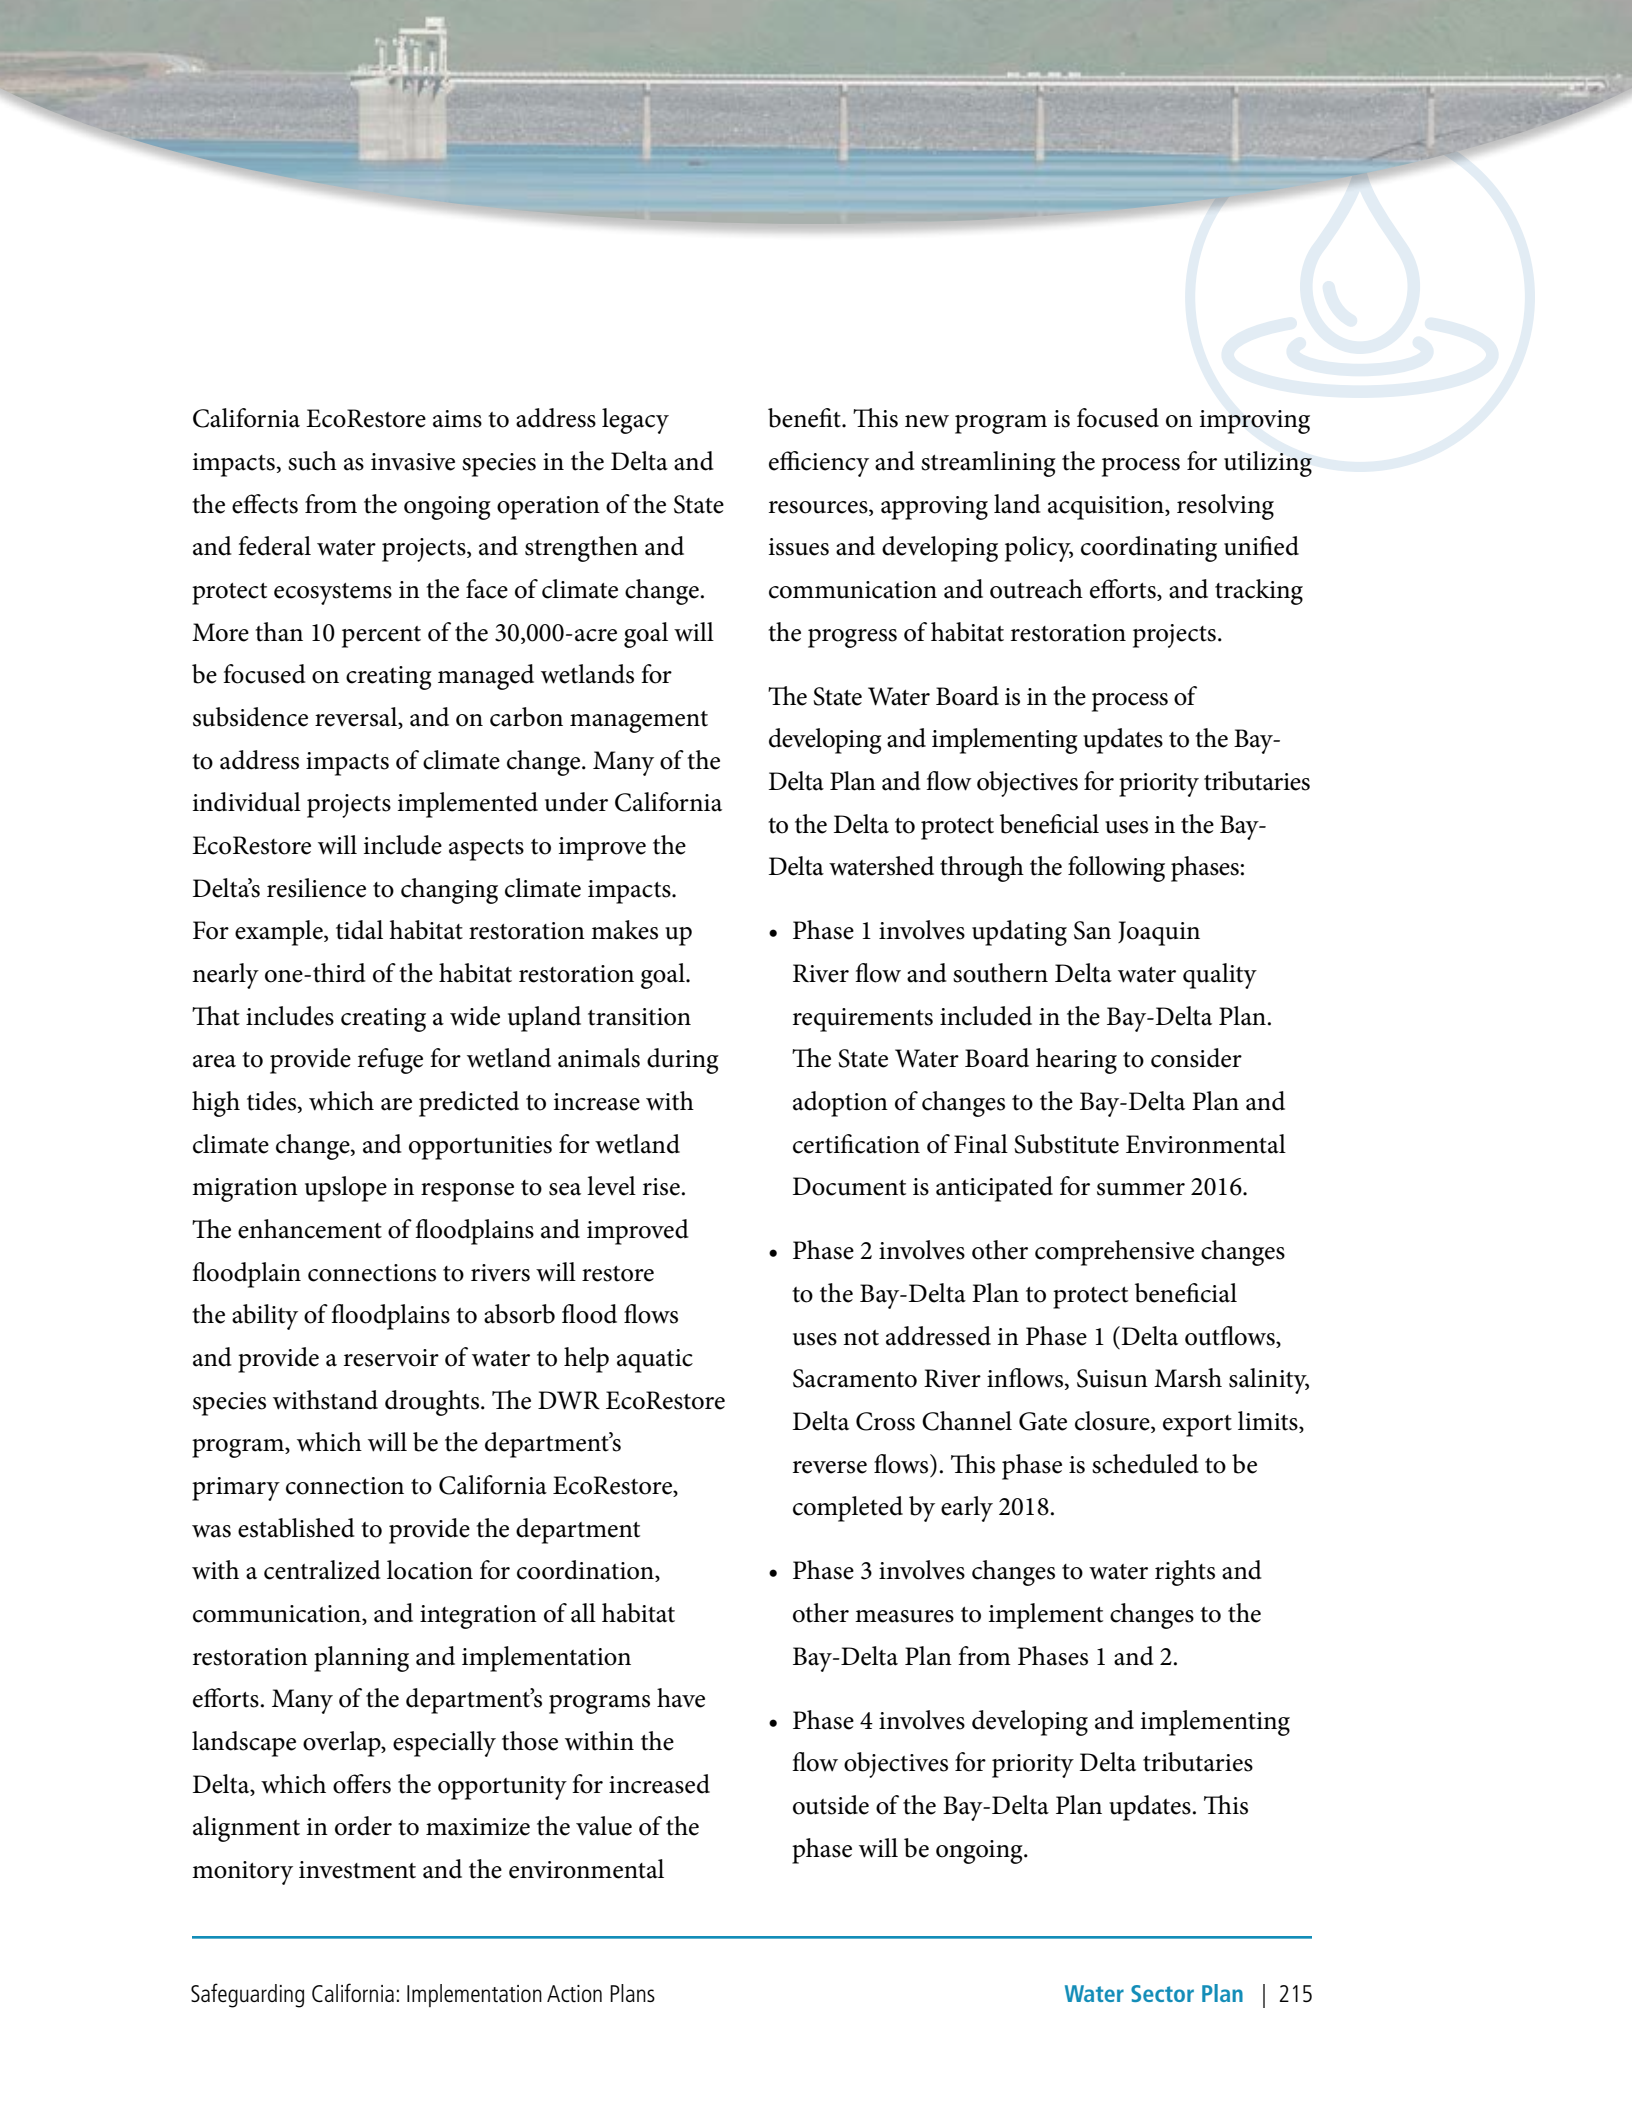 California EcoRestore aims to address legacy
impacts, such as invasive species in the Delta and
the effects from the ongoing operation of the State
and federal water projects, and strengthen and
protect ecosystems in the face of climate change.
More than 10 percent of the 30,000-acre goal will
be focused on creating managed wetlands for
subsidence reversal, and on carbon management
to address impacts of climate change. Many of the
individual projects implemented under California
EcoRestore will include aspects to improve the
Delta’s resilience to changing climate impacts.
For example, tidal habitat restoration makes up
nearly one-third of the habitat restoration goal.
That includes creating a wide upland transition
area to provide refuge for wetland animals during
high tides, which are predicted to increase with
climate change, and opportunities for wetland
migration upslope in response to sea level rise.
The enhancement of floodplains and improved
floodplain connections to rivers will restore
the ability of floodplains to absorb flood flows
and provide a reservoir of water to help aquatic
species withstand droughts. The DWR EcoRestore
program, which will be the department’s
primary connection to California EcoRestore,
was established to provide the department
with a centralized location for coordination,
communication, and integration of all habitat
restoration planning and implementation
efforts. Many of the department’s programs have
landscape overlap, especially those within the
Delta, which offers the opportunity for increased
alignment in order to maximize the value of the
monitory investment and the environmental
benefit. This new program is focused on improving
efficiency and streamlining the process for utilizing
resources, approving land acquisition, resolving
issues and developing policy, coordinating unified
communication and outreach efforts, and tracking
the progress of habitat restoration projects.
The State Water Board is in the process of
developing and implementing updates to the Bay-
Delta Plan and flow objectives for priority tributaries
to the Delta to protect beneficial uses in the Bay-
Delta watershed through the following phases:
• Phase 1 involves updating San Joaquin
River flow and southern Delta water quality
requirements included in the Bay-Delta Plan.
The State Water Board hearing to consider
adoption of changes to the Bay-Delta Plan and
certification of Final Substitute Environmental
Document is anticipated for summer 2016.
• Phase 2 involves other comprehensive changes
to the Bay-Delta Plan to protect beneficial
uses not addressed in Phase 1 (Delta outflows,
Sacramento River inflows, Suisun Marsh salinity,
Delta Cross Channel Gate closure, export limits,
reverse flows). This phase is scheduled to be
completed by early 2018.
• Phase 3 involves changes to water rights and
other measures to implement changes to the
Bay-Delta Plan from Phases 1 and 2.
• Phase 4 involves developing and implementing
flow objectives for priority Delta tributaries
outside of the Bay-Delta Plan updates. This
phase will be ongoing.
Safeguarding California: Implementation Action Plans
Water Sector Plan | 215